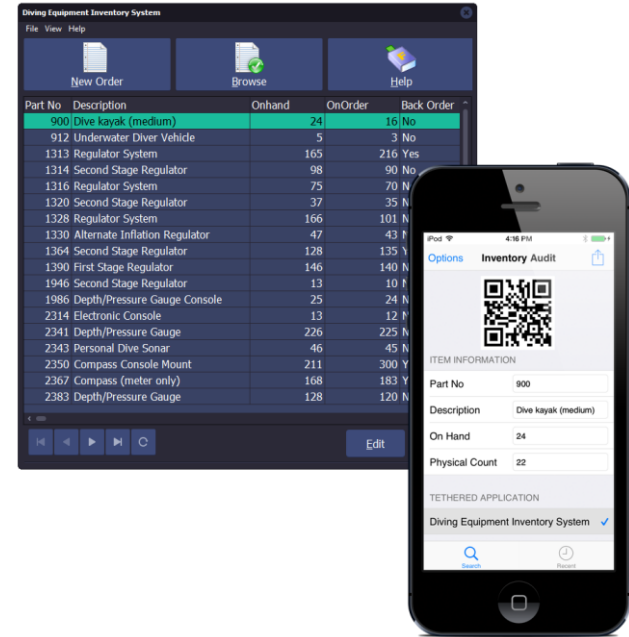 Diving Equipment Inventory System
File View Help
New Order Browse Help
Part No Description Onhand OnOrder Back Order
900 Dive kayak (medium) 24 16 No
912 Underwater Diver Vehicle 5 3 No
1313 Regulator System 165 216 Yes
1314 Second Stage Regulator 98 90 No
1316 Regulator System 75 70 N
1320 Second Stage Regulator 37 35 N
1328 Regulator System 166 101 N
1330 Alternate Inflation Regulator 47 43 N
1364 Second Stage Regulator 128 135 Y
1390 First Stage Regulator 146 140 N
1946 Second Stage Regulator 13 10 N
1986 Depth/Pressure Gauge Console 25 24 N
2314 Electronic Console 13 12 N
2341 Depth/Pressure Gauge 226 225 N
2343 Personal Dive Sonar 46 45 N
2350 Compass Console Mount 211 300 Y
2367 Compass (meter only) 168 183 Y
2383 Depth/Pressure Gauge 128 120 N
Edit
iPod 4:16 PM
Options Inventory Audit
ITEM INFORMATION
Part No 900
Description Dive kayak (medium)
On Hand 24
Physical Count 22
TETHERED APPLICATION
Diving Equipment Inventory System
Search Recent